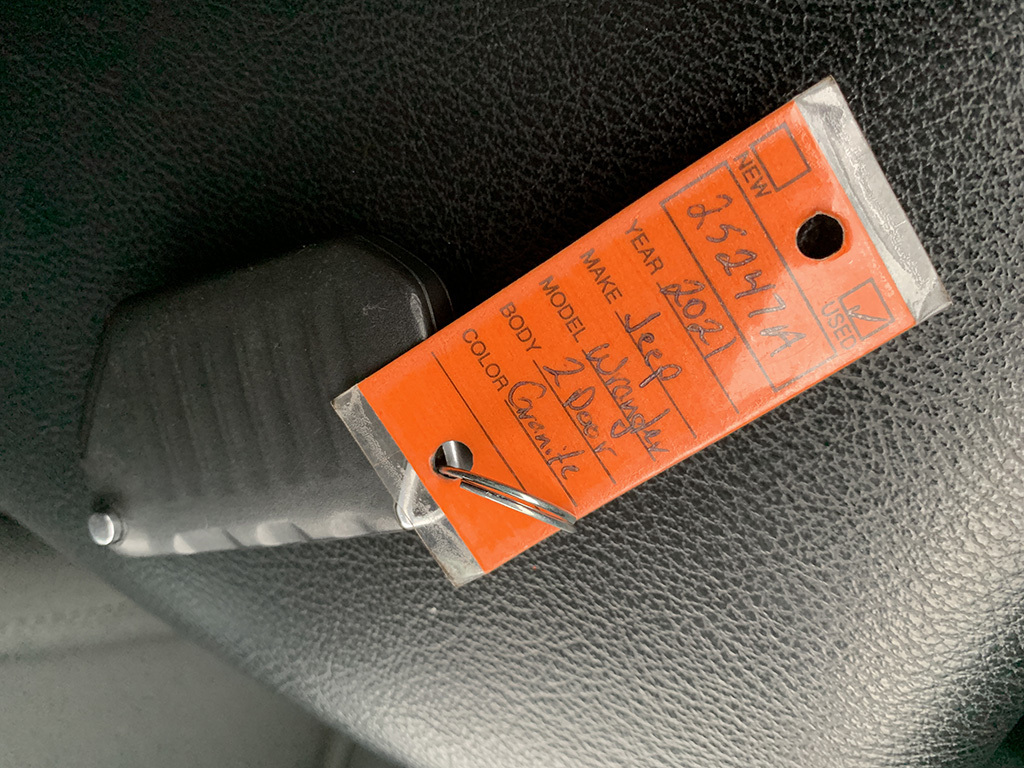 NEW
USED
25247A
YEAR 2021
MAKE Jeep
MODEL Wrangler
BODY 2 Door
COLOR Granite